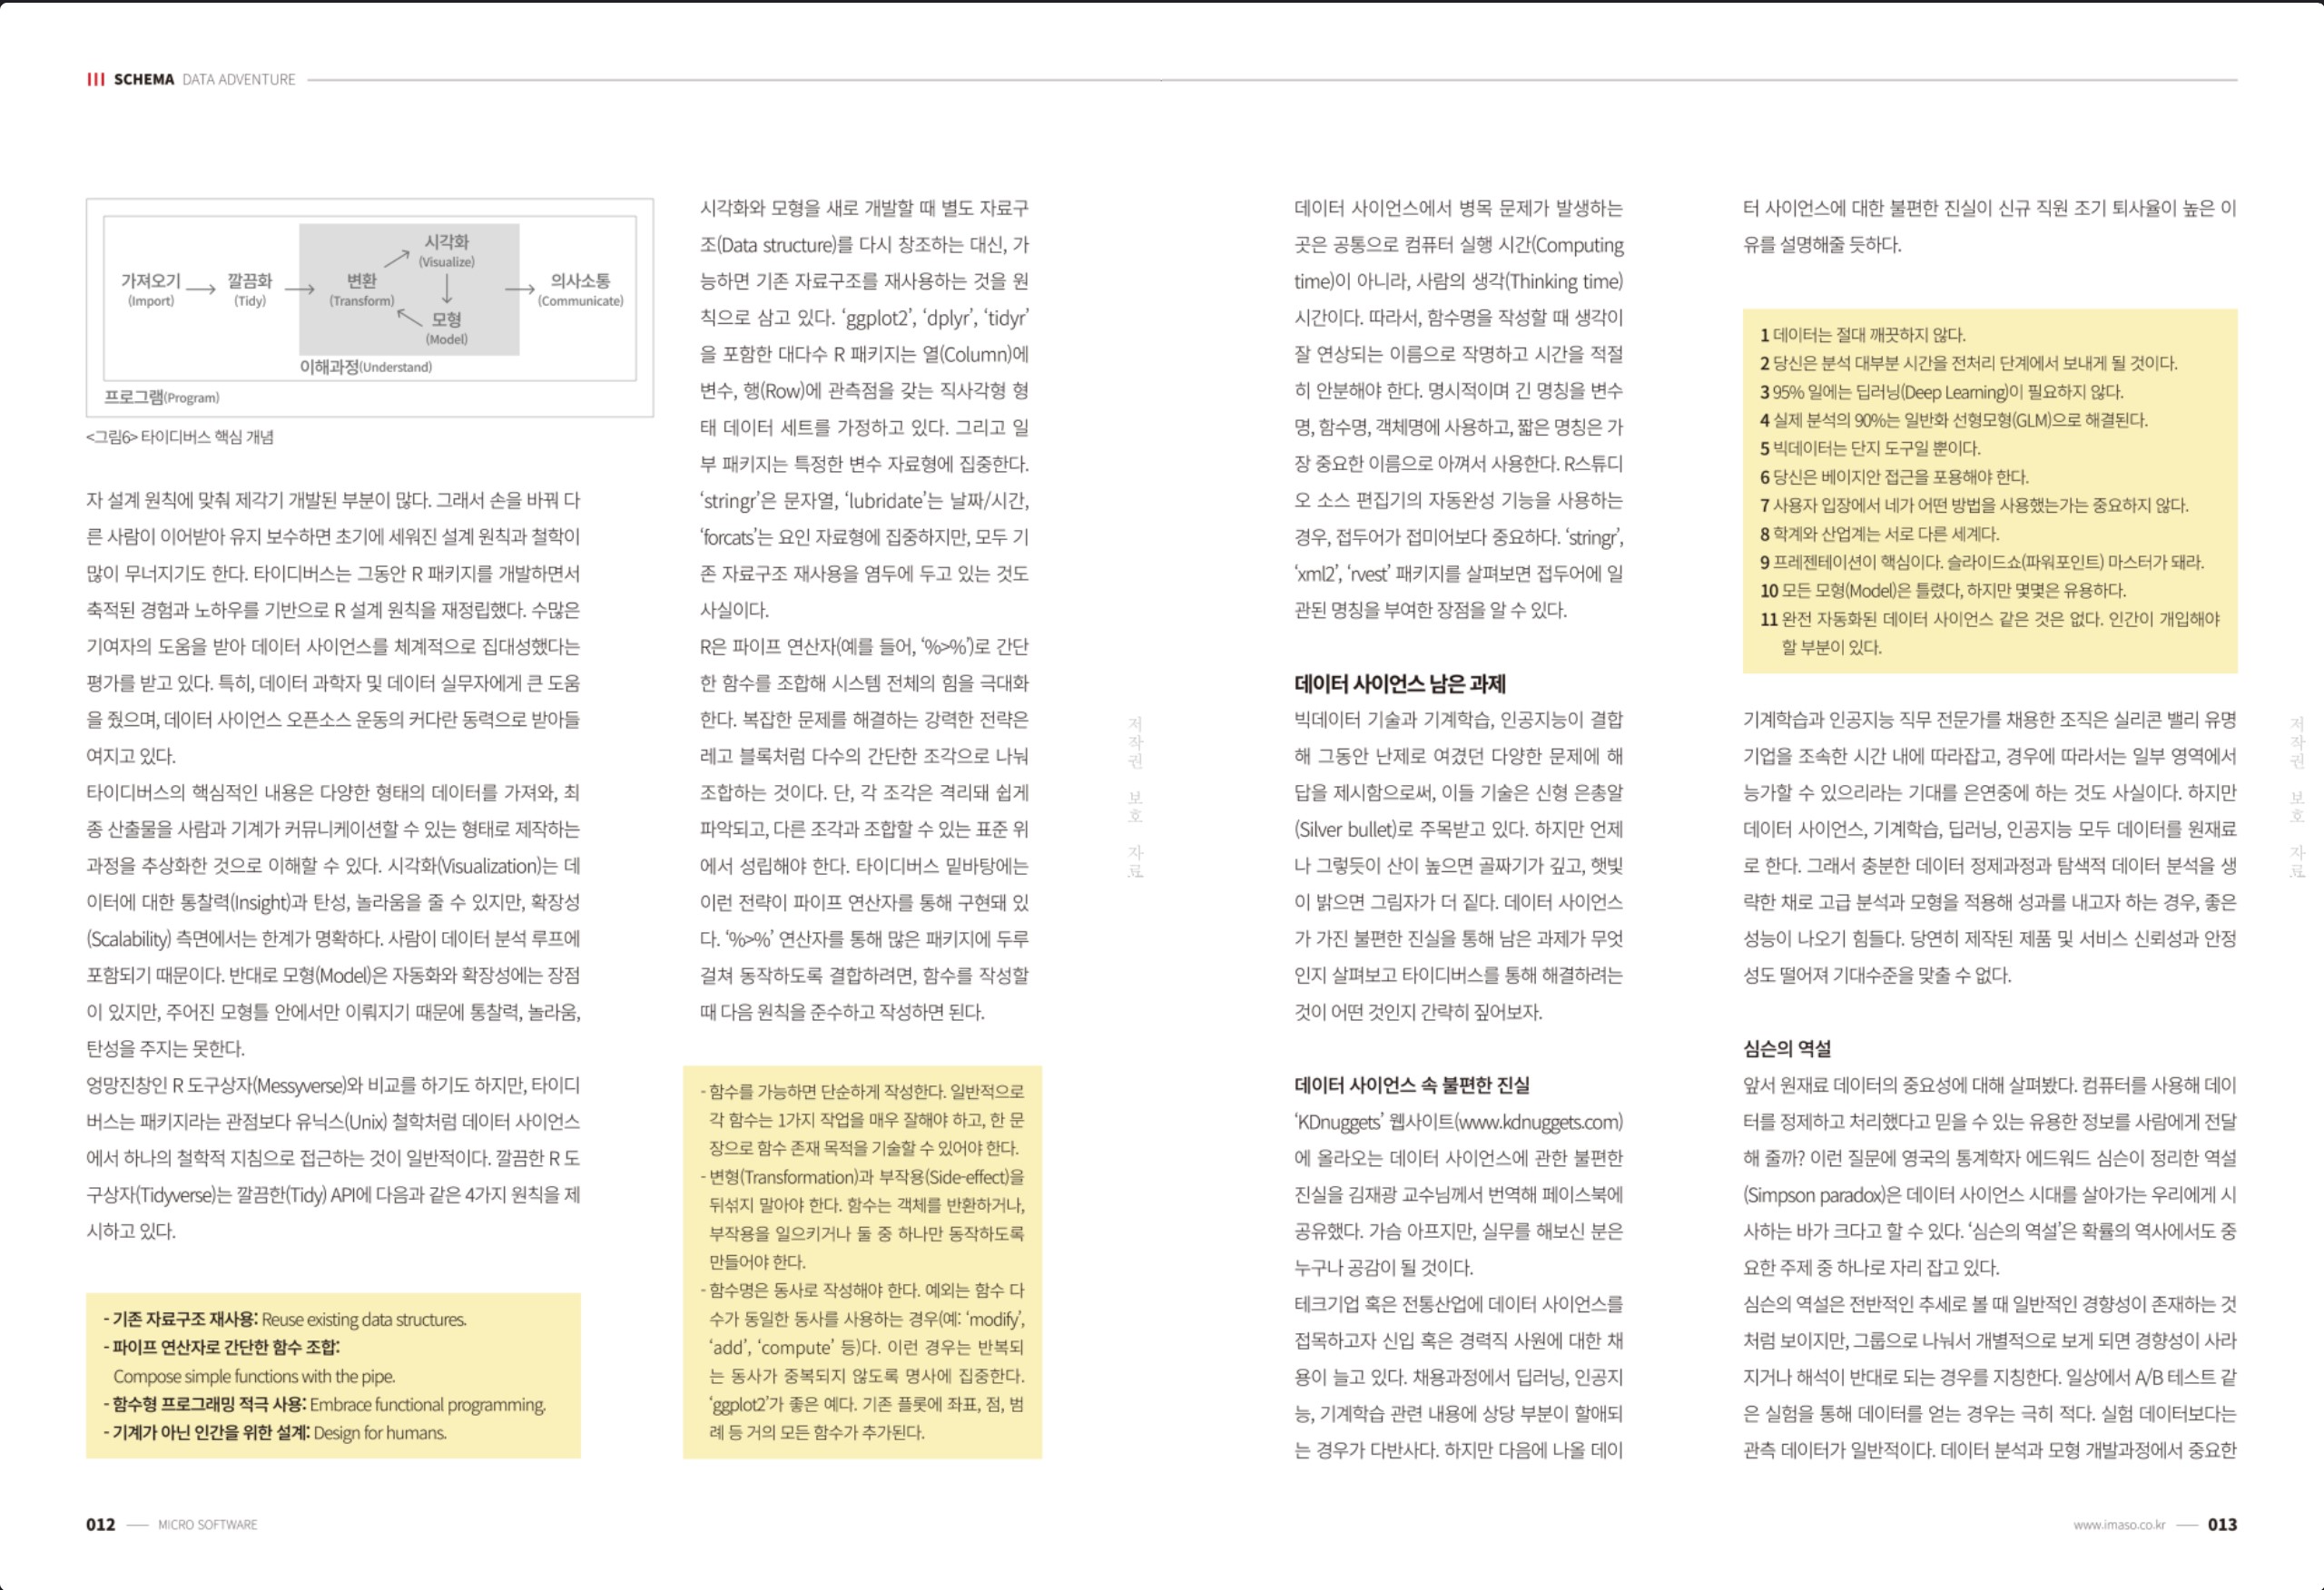 SCHEMA DATA ADVENTURE
가져오기
(Import)
깔끔화
(Tidy)
변환
(Transform)
시각화
(Visualize)
모형
(Model)
의사소통
(Communicate)
이해과정(Understand)
프로그램(Program)
<그림6> 타이디버스 핵심 개념
자 설계 원칙에 맞춰 제각기 개발된 부분이 많다. 그래서 손을 바꿔 다
른 사람이 이어받아 유지 보수하면 초기에 세워진 설계 원칙과 철학이
많이 무너지기도 한다. 타이디버스는 그동안 R 패키지를 개발하면서
축적된 경험과 노하우를 기반으로 R 설계 원칙을 재정립했다. 수많은
기여자의 도움을 받아 데이터 사이언스를 체계적으로 집대성했다는
평가를 받고 있다. 특히, 데이터 과학자 및 데이터 실무자에게 큰 도움
을 줬으며, 데이터 사이언스 오픈소스 운동의 커다란 동력으로 받아들
여지고 있다.
타이디버스의 핵심적인 내용은 다양한 형태의 데이터를 가져와, 최
종 산출물을 사람과 기계가 커뮤니케이션할 수 있는 형태로 제작하는
과정을 추상화한 것으로 이해할 수 있다. 시각화(Visualization)는 데
이터에 대한 통찰력(Insight)과 탄성, 놀라움을 줄 수 있지만, 확장성
(Scalability) 측면에서는 한계가 명확하다. 사람이 데이터 분석 루프에
포함되기 때문이다. 반대로 모형(Model)은 자동화와 확장성에는 장점
이 있지만, 주어진 모형틀 안에서만 이뤄지기 때문에 통찰력, 놀라움,
탄성을 주지는 못한다.
엉망진창인 R 도구상자(Messyverse)와 비교를 하기도 하지만, 타이디
버스는 패키지라는 관점보다 유닉스(Unix) 철학처럼 데이터 사이언스
에서 하나의 철학적 지침으로 접근하는 것이 일반적이다. 깔끔한 R 도
구상자(Tidyverse)는 깔끔한(Tidy) API에 다음과 같은 4가지 원칙을 제
시하고 있다.
- 기존 자료구조 재사용: Reuse existing data structures.
- 파이프 연산자로 간단한 함수 조합:
Compose simple functions with the pipe.
- 함수형 프로그래밍 적극 사용: Embrace functional programming.
- 기계가 아닌 인간을 위한 설계: Design for humans.
시각화와 모형을 새로 개발할 때 별도 자료구
조(Data structure)를 다시 창조하는 대신, 가
능하면 기존 자료구조를 재사용하는 것을 원
칙으로 삼고 있다. ‘ggplot2’, ‘dplyr’, ‘tidyr’
을 포함한 대다수 R 패키지는 열(Column)에
변수, 행(Row)에 관측점을 갖는 직사각형 형
태 데이터 세트를 가정하고 있다. 그리고 일
부 패키지는 특정한 변수 자료형에 집중한다.
‘stringr’은 문자열, ‘lubridate’는 날짜/시간,
‘forcats’는 요인 자료형에 집중하지만, 모두 기
존 자료구조 재사용을 염두에 두고 있는 것도
사실이다.
R은 파이프 연산자(예를 들어, ‘%>%’)로 간단
한 함수를 조합해 시스템 전체의 힘을 극대화
한다. 복잡한 문제를 해결하는 강력한 전략은
레고 블록처럼 다수의 간단한 조각으로 나눠
조합하는 것이다. 단, 각 조각은 격리돼 쉽게
파악되고, 다른 조각과 조합할 수 있는 표준 위
에서 성립해야 한다. 타이디버스 밑바탕에는
이런 전략이 파이프 연산자를 통해 구현돼 있
다. ‘%>%’ 연산자를 통해 많은 패키지에 두루
걸쳐 동작하도록 결합하려면, 함수를 작성할
때 다음 원칙을 준수하고 작성하면 된다.
- 함수를 가능하면 단순하게 작성한다. 일반적으로
각 함수는 1가지 작업을 매우 잘해야 하고, 한 문
장으로 함수 존재 목적을 기술할 수 있어야 한다.
- 변형(Transformation)과 부작용(Side-effect)을
뒤섞지 말아야 한다. 함수는 객체를 반환하거나,
부작용을 일으키거나 둘 중 하나만 동작하도록
만들어야 한다.
- 함수명은 동사로 작성해야 한다. 예외는 함수 다
수가 동일한 동사를 사용하는 경우(예: ‘modify’,
‘add’, ‘compute’ 등)다. 이런 경우는 반복되
는 동사가 중복되지 않도록 명사에 집중한다.
‘ggplot2’가 좋은 예다. 기존 플롯에 좌표, 점, 범
례 등 거의 모든 함수가 추가된다.
저작권 보호 자료
012 MICRO SOFTWARE
데이터 사이언스에서 병목 문제가 발생하는
곳은 공통으로 컴퓨터 실행 시간(Computing
time)이 아니라, 사람의 생각(Thinking time)
시간이다. 따라서, 함수명을 작성할 때 생각이
잘 연상되는 이름으로 작명하고 시간을 적절
히 안분해야 한다. 명시적이며 긴 명칭을 변수
명, 함수명, 객체명에 사용하고, 짧은 명칭은 가
장 중요한 이름으로 아껴서 사용한다. R스튜디
오 소스 편집기의 자동완성 기능을 사용하는
경우, 접두어가 접미어보다 중요하다. ‘stringr’,
‘xml2’, ‘rvest’ 패키지를 살펴보면 접두어에 일
관된 명칭을 부여한 장점을 알 수 있다.
데이터 사이언스 남은 과제
빅데이터 기술과 기계학습, 인공지능이 결합
해 그동안 난제로 여겼던 다양한 문제에 해
답을 제시함으로써, 이들 기술은 신형 은총알
(Silver bullet)로 주목받고 있다. 하지만 언제
나 그렇듯이 산이 높으면 골짜기가 깊고, 햇빛
이 밝으면 그림자가 더 짙다. 데이터 사이언스
가 가진 불편한 진실을 통해 남은 과제가 무엇
인지 살펴보고 타이디버스를 통해 해결하려는
것이 어떤 것인지 간략히 짚어보자.
데이터 사이언스 속 불편한 진실
‘KDnuggets’ 웹사이트(www.kdnuggets.com)
에 올라오는 데이터 사이언스에 관한 불편한
진실을 김재광 교수님께서 번역해 페이스북에
공유했다. 가슴 아프지만, 실무를 해보신 분은
누구나 공감이 될 것이다.
테크기업 혹은 전통산업에 데이터 사이언스를
접목하고자 신입 혹은 경력직 사원에 대한 채
용이 늘고 있다. 채용과정에서 딥러닝, 인공지
능, 기계학습 관련 내용에 상당 부분이 할애되
는 경우가 다반사다. 하지만 다음에 나올 데이
터 사이언스에 대한 불편한 진실이 신규 직원 조기 퇴사율이 높은 이
유를 설명해줄 듯하다.
1 데이터는 절대 깨끗하지 않다.
2 당신은 분석 대부분 시간을 전처리 단계에서 보내게 될 것이다.
3 95% 일에는 딥러닝(Deep Learning)이 필요하지 않다.
4 실제 분석의 90%는 일반화 선형모형(GLM)으로 해결된다.
5 빅데이터는 단지 도구일 뿐이다.
6 당신은 베이지안 접근을 포용해야 한다.
7 사용자 입장에서 네가 어떤 방법을 사용했는가는 중요하지 않다.
8 학계와 산업계는 서로 다른 세계다.
9 프레젠테이션이 핵심이다. 슬라이드쇼(파워포인트) 마스터가 돼라.
10 모든 모형(Model)은 틀렸다, 하지만 몇몇은 유용하다.
11 완전 자동화된 데이터 사이언스 같은 것은 없다. 인간이 개입해야
할 부분이 있다.
기계학습과 인공지능 직무 전문가를 채용한 조직은 실리콘 밸리 유명
기업을 조속한 시간 내에 따라잡고, 경우에 따라서는 일부 영역에서
능가할 수 있으리라는 기대를 은연중에 하는 것도 사실이다. 하지만
데이터 사이언스, 기계학습, 딥러닝, 인공지능 모두 데이터를 원재료
로 한다. 그래서 충분한 데이터 정제과정과 탐색적 데이터 분석을 생
략한 채로 고급 분석과 모형을 적용해 성과를 내고자 하는 경우, 좋은
성능이 나오기 힘들다. 당연히 제작된 제품 및 서비스 신뢰성과 안정
성도 떨어져 기대수준을 맞출 수 없다.
심슨의 역설
앞서 원재료 데이터의 중요성에 대해 살펴봤다. 컴퓨터를 사용해 데이
터를 정제하고 처리했다고 믿을 수 있는 유용한 정보를 사람에게 전달
해 줄까? 이런 질문에 영국의 통계학자 에드워드 심슨이 정리한 역설
(Simpson paradox)은 데이터 사이언스 시대를 살아가는 우리에게 시
사하는 바가 크다고 할 수 있다. ‘심슨의 역설’은 확률의 역사에서도 중
요한 주제 중 하나로 자리 잡고 있다.
심슨의 역설은 전반적인 추세로 볼 때 일반적인 경향성이 존재하는 것
처럼 보이지만, 그룹으로 나눠서 개별적으로 보게 되면 경향성이 사라
지거나 해석이 반대로 되는 경우를 지칭한다. 일상에서 A/B 테스트 같
은 실험을 통해 데이터를 얻는 경우는 극히 적다. 실험 데이터보다는
관측 데이터가 일반적이다. 데이터 분석과 모형 개발과정에서 중요한
저작권 보호 자료
www.imaso.co.kr 013